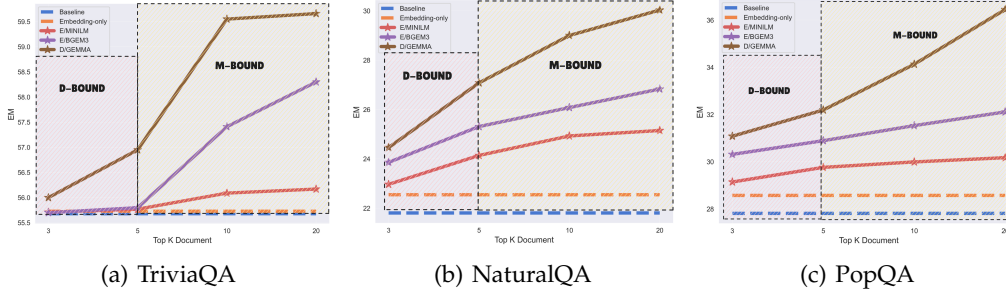 Baseline
Embedding-only
E/MINILM
E/BGEM3
D/GEMMA
D-BOUND
M-BOUND
EM
59.5
59.0
58.5
58.0
57.5
57.0
56.5
56.0
55.5
3
5
10
20
Top K Document
(a) TriviaQA
Baseline
Embedding-only
E/MINILM
E/BGEM3
D/GEMMA
D-BOUND
M-BOUND
EM
30
28
26
24
22
3
5
10
20
Top K Document
(b) NaturalQA
Baseline
Embedding-only
E/MINILM
E/BGEM3
D/GEMMA
D-BOUND
M-BOUND
EM
36
34
32
30
28
3
5
10
20
Top K Document
(c) PopQA